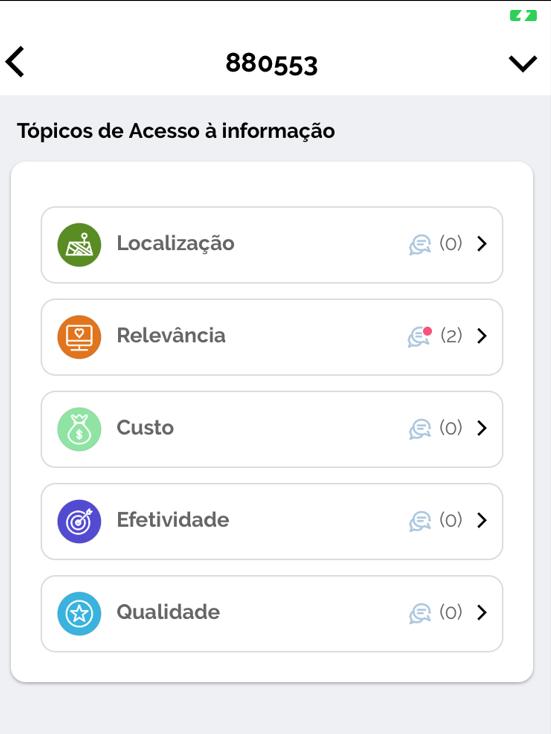 880553
Tópicos de Acesso à informação
Localização (0)
Relevância (2)
Custo (0)
Efetividade (0)
Qualidade (0)